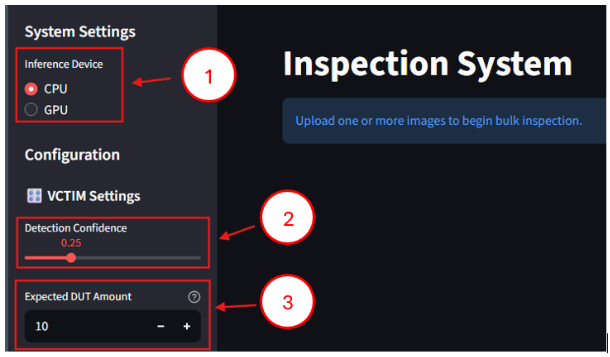 System Settings
Inference Device
CPU
GPU
1
Configuration
VCTIM Settings
Detection Confidence
0.25
2
Expected DUT Amount
10
- +
3
Inspection System
Upload one or more images to begin bulk inspection.